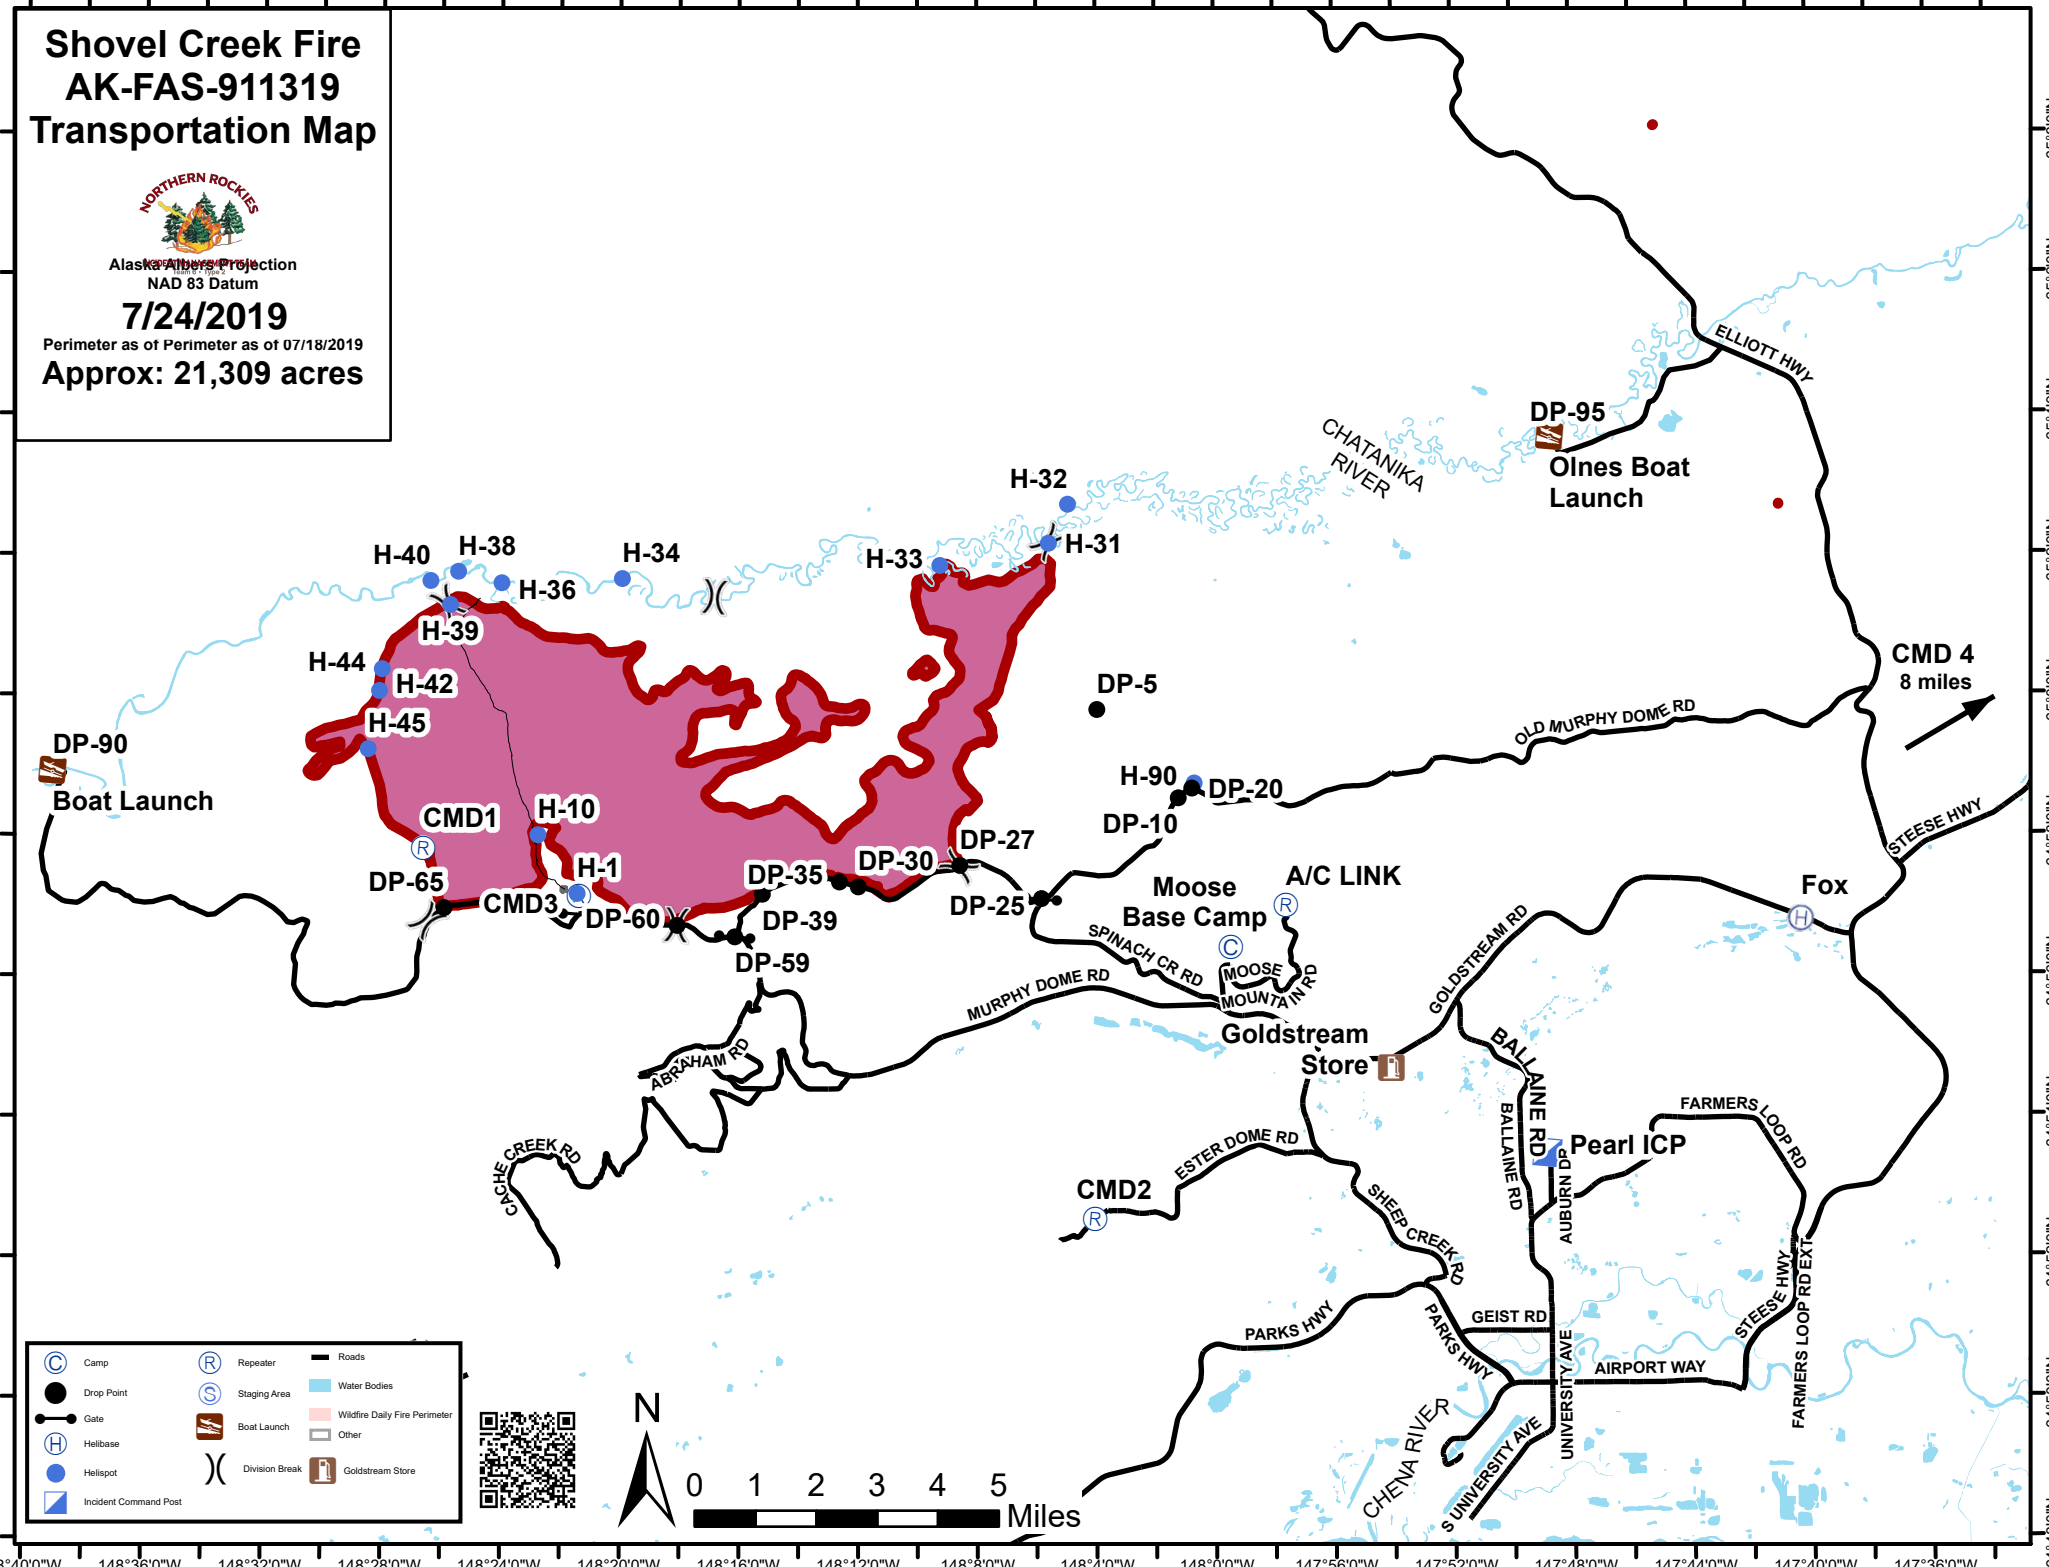 Shovel Creek Fire
AK-FAS-911319
Transportation Map
NORTHERN ROCKIES
INCIDENT MANAGEMENT TEAM
Team 6 • Type 2
Alaska Albers Projection
NAD 83 Datum
7/24/2019
Perimeter as of Perimeter as of 07/18/2019
Approx: 21,309 acres
ELLIOTT HWY
DP-95
Olnes Boat
Launch
CHATANIKA
RIVER
H-32
H-31
H-33
H-34
H-38
H-40
H-36
H-39
H-44
H-42
H-45
DP-90
Boat Launch
CMD 4
8 miles
DP-5
OLD MURPHY DOME RD
H-90
DP-20
DP-10
STEESE HWY
H-10
CMD1
H-1
DP-65
CMD3
DP-60
DP-35
DP-30
DP-27
DP-39
DP-25
DP-59
A/C LINK
Moose
Base Camp
Fox
SPINACH CR RD
MOOSE
MOUNTAIN RD
MURPHY DOME RD
GOLDSTREAM RD
Goldstream
Store
BALLAINE RD
BALLAINE RD
ABRAHAM RD
CACHE CREEK RD
FARMERS LOOP RD
Pearl ICP
AUBURN DR
ESTER DOME RD
CMD2
SHEEP CREEK RD
PARKS HWY
PARKS HWY
GEIST RD
UNIVERSITY AVE
AIRPORT WAY
STEESE HWY
FARMERS LOOP RD EXT
CHENA RIVER
S UNIVERSITY AVE
C Camp
Drop Point
Gate
H Helibase
Helispot
Incident Command Post
R Repeater
S Staging Area
Boat Launch
Division Break
Roads
Water Bodies
Wildfire Daily Fire Perimeter
Other
Goldstream Store
N
0 1 2 3 4 5
Miles
148°36'0"W 148°32'0"W 148°28'0"W 148°24'0"W 148°20'0"W 148°16'0"W 148°12'0"W 148°8'0"W 148°4'0"W 148°0'0"W 147°56'0"W 147°52'0"W 147°48'0"W 147°44'0"W 147°40'0"W 147°36'0"W